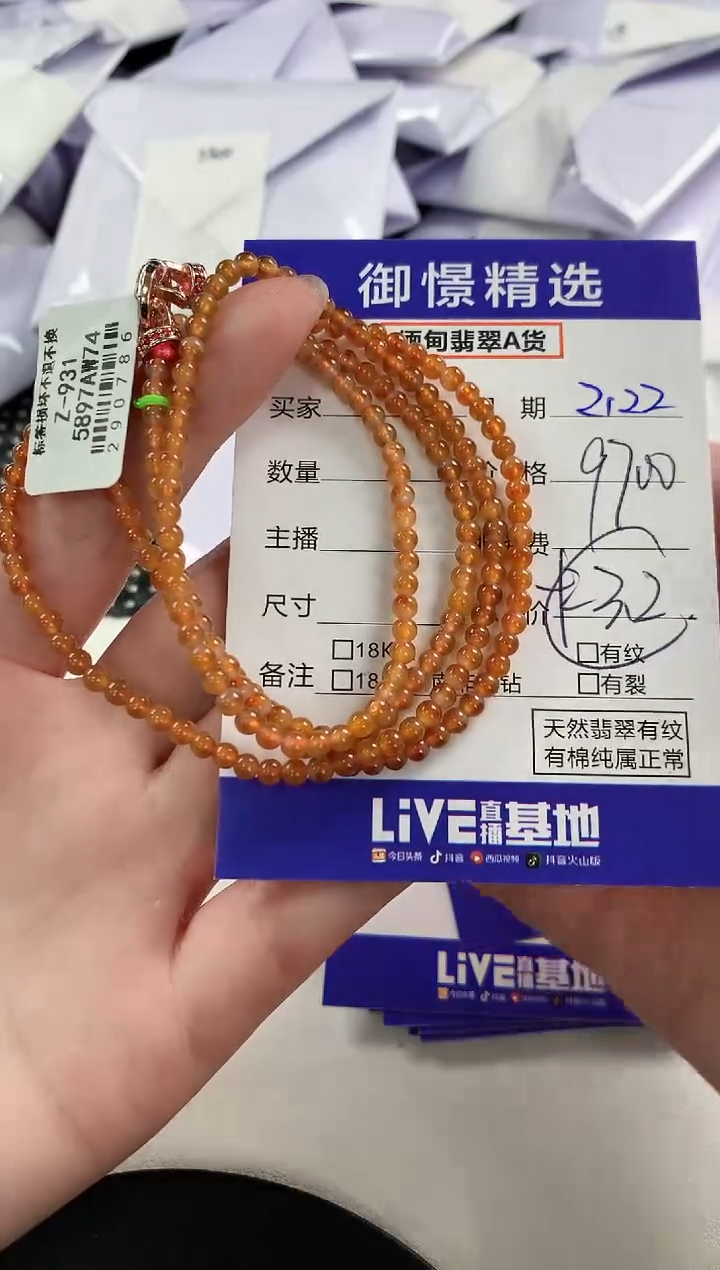 御憬精选
缅甸翡翠A货
标签损坏不退不换
Z-931
5897AW74
290786
买家
期 2.22
数量
格 9700
主播
费
尺寸
价
备注 □18K □有纹
□18 钻 □有裂
天然翡翠有纹
有棉纯属正常
LiVE直播基地
今日头条 抖音 西瓜视频 抖音火山版
LiVE直播基地